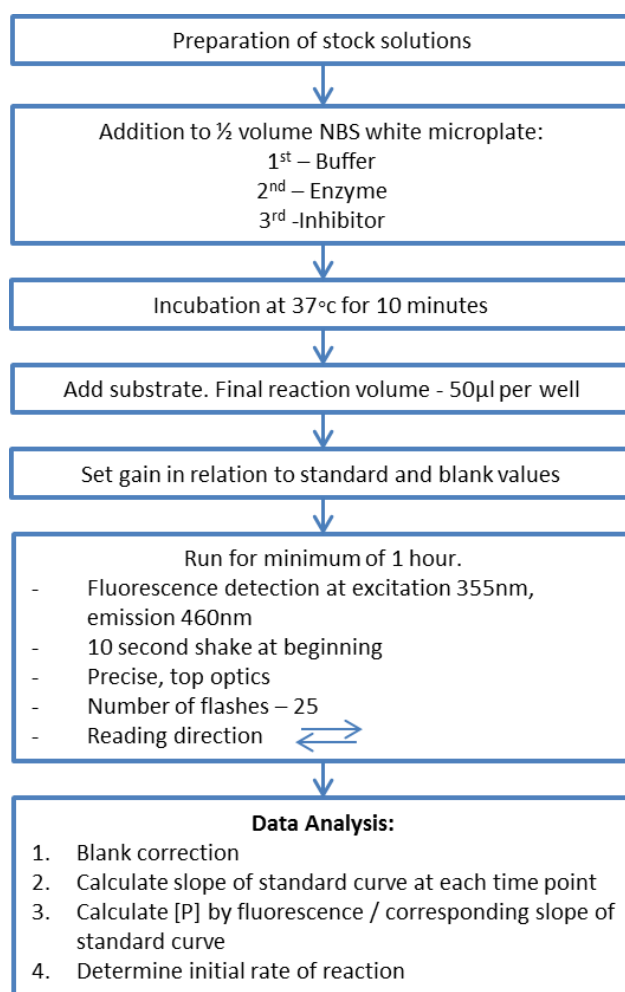 Preparation of stock solutions
Addition to ½ volume NBS white microplate:
1st – Buffer
2nd – Enzyme
3rd -Inhibitor
Incubation at 37°c for 10 minutes
Add substrate. Final reaction volume - 50µl per well
Set gain in relation to standard and blank values
Run for minimum of 1 hour.
- Fluorescence detection at excitation 355nm,
emission 460nm
- 10 second shake at beginning
- Precise, top optics
- Number of flashes – 25
- Reading direction
Data Analysis:
1. Blank correction
2. Calculate slope of standard curve at each time point
3. Calculate [P] by fluorescence / corresponding slope of
standard curve
4. Determine initial rate of reaction